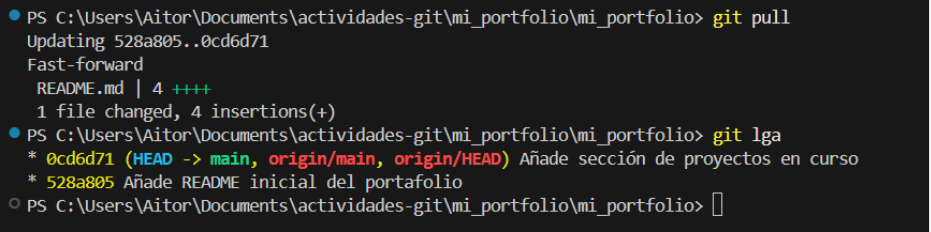 PS C:\Users\Aitor\Documents\actividades-git\mi_portfolio\mi_portfolio> git pull
Updating 528a805..0cd6d71
Fast-forward
 README.md | 4 ++++
 1 file changed, 4 insertions(+)
PS C:\Users\Aitor\Documents\actividades-git\mi_portfolio\mi_portfolio> git lga
* 0cd6d71 (HEAD -> main, origin/main, origin/HEAD) Añade sección de proyectos en curso
* 528a805 Añade README inicial del portafolio
PS C:\Users\Aitor\Documents\actividades-git\mi_portfolio\mi_portfolio>